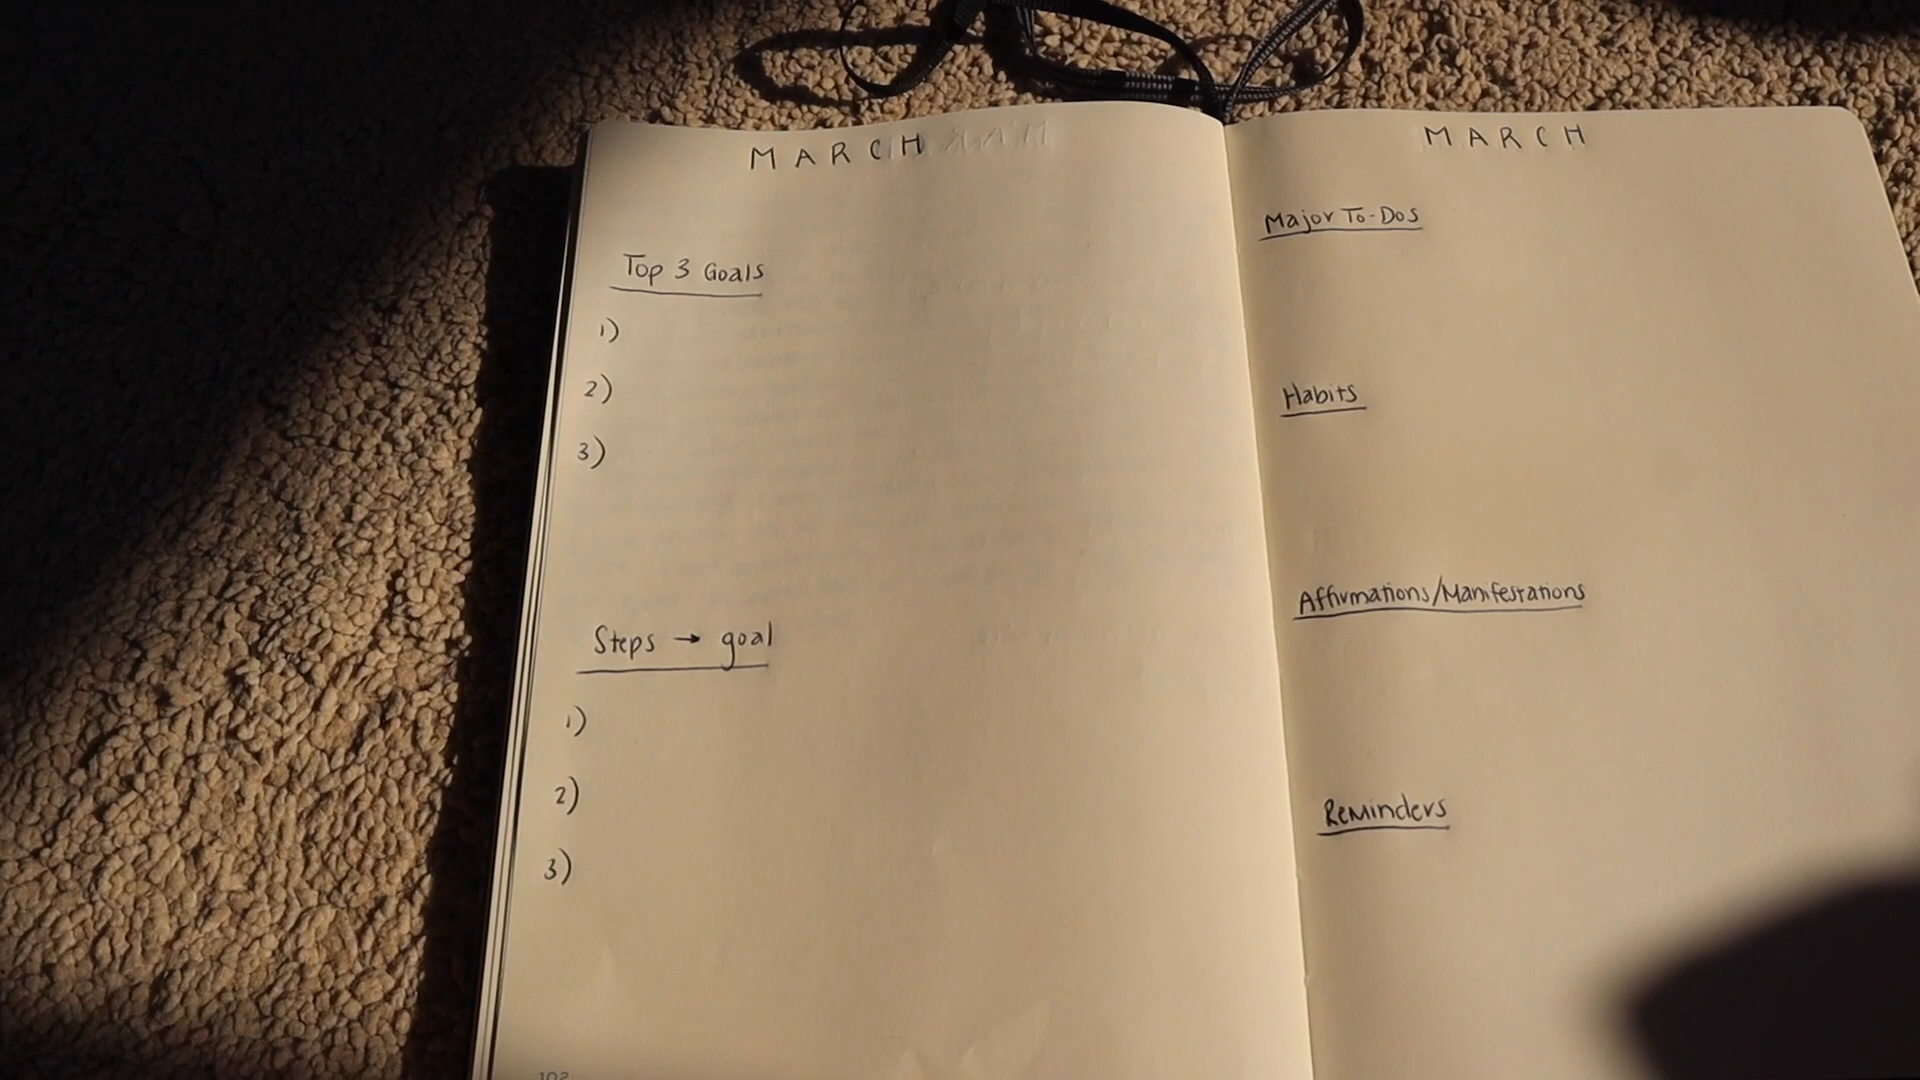 MARCH
Top 3 Goals
1)
2)
3)
Steps → goal
1)
2)
3)
102
MARCH
Major To-Dos
Habits
Affirmations/Manifestations
Reminders